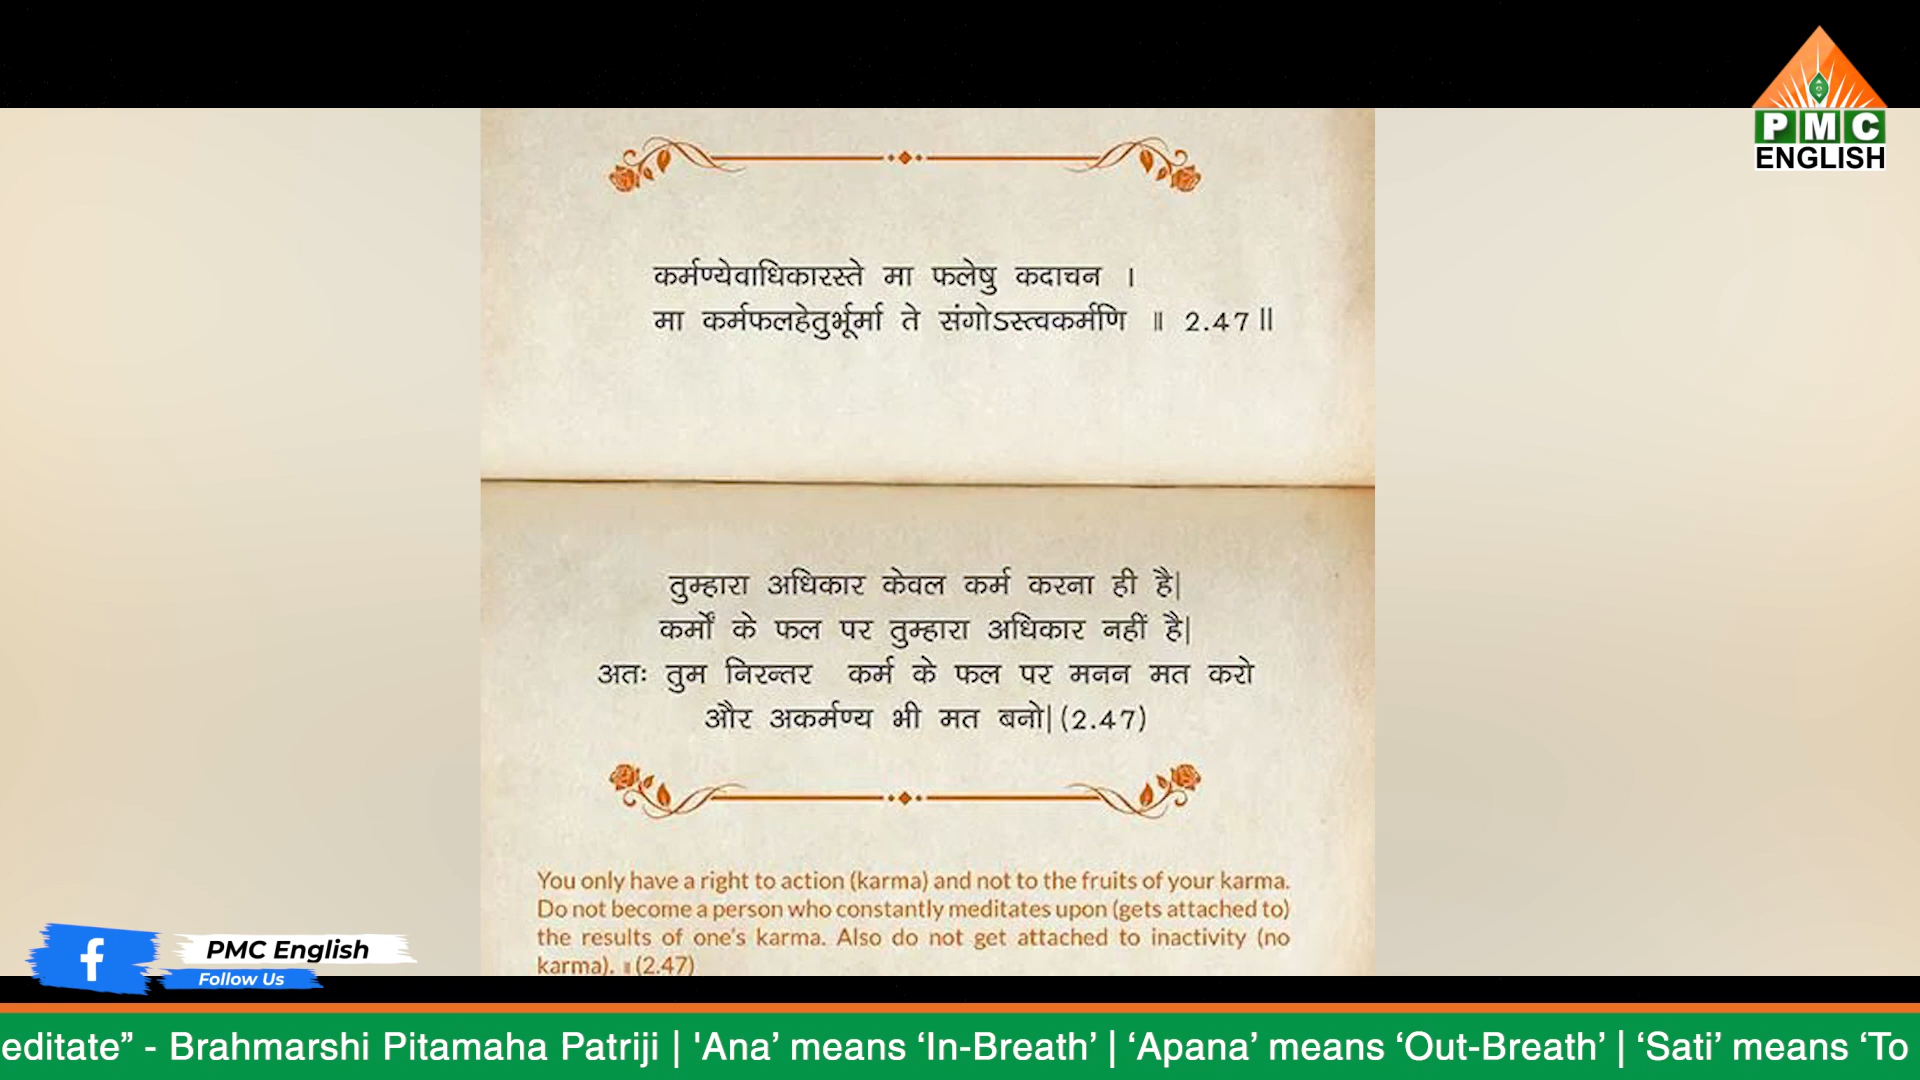 P M C
ENGLISH
कर्मण्येवाधिकारस्ते मा फलेषु कदाचन ।
मा कर्मफलहेतुर्भूर्मा ते संगोऽस्त्वकर्मणि ॥ 2.47॥
तुम्हारा अधिकार केवल कर्म करना ही है|
कर्मों के फल पर तुम्हारा अधिकार नहीं है|
अतः तुम निरन्तर कर्म के फल पर मनन मत करो
और अकर्मण्य भी मत बनो|(2.47)
You only have a right to action (karma) and not to the fruits of your karma.
Do not become a person who constantly meditates upon (gets attached to)
the results of one's karma. Also do not get attached to inactivity (no
karma). ॥(2.47)
PMC English
Follow Us
editate” - Brahmarshi Pitamaha Patriji | 'Ana’ means ‘In-Breath’ | ‘Apana’ means ‘Out-Breath’ | ‘Sati’ means ‘To